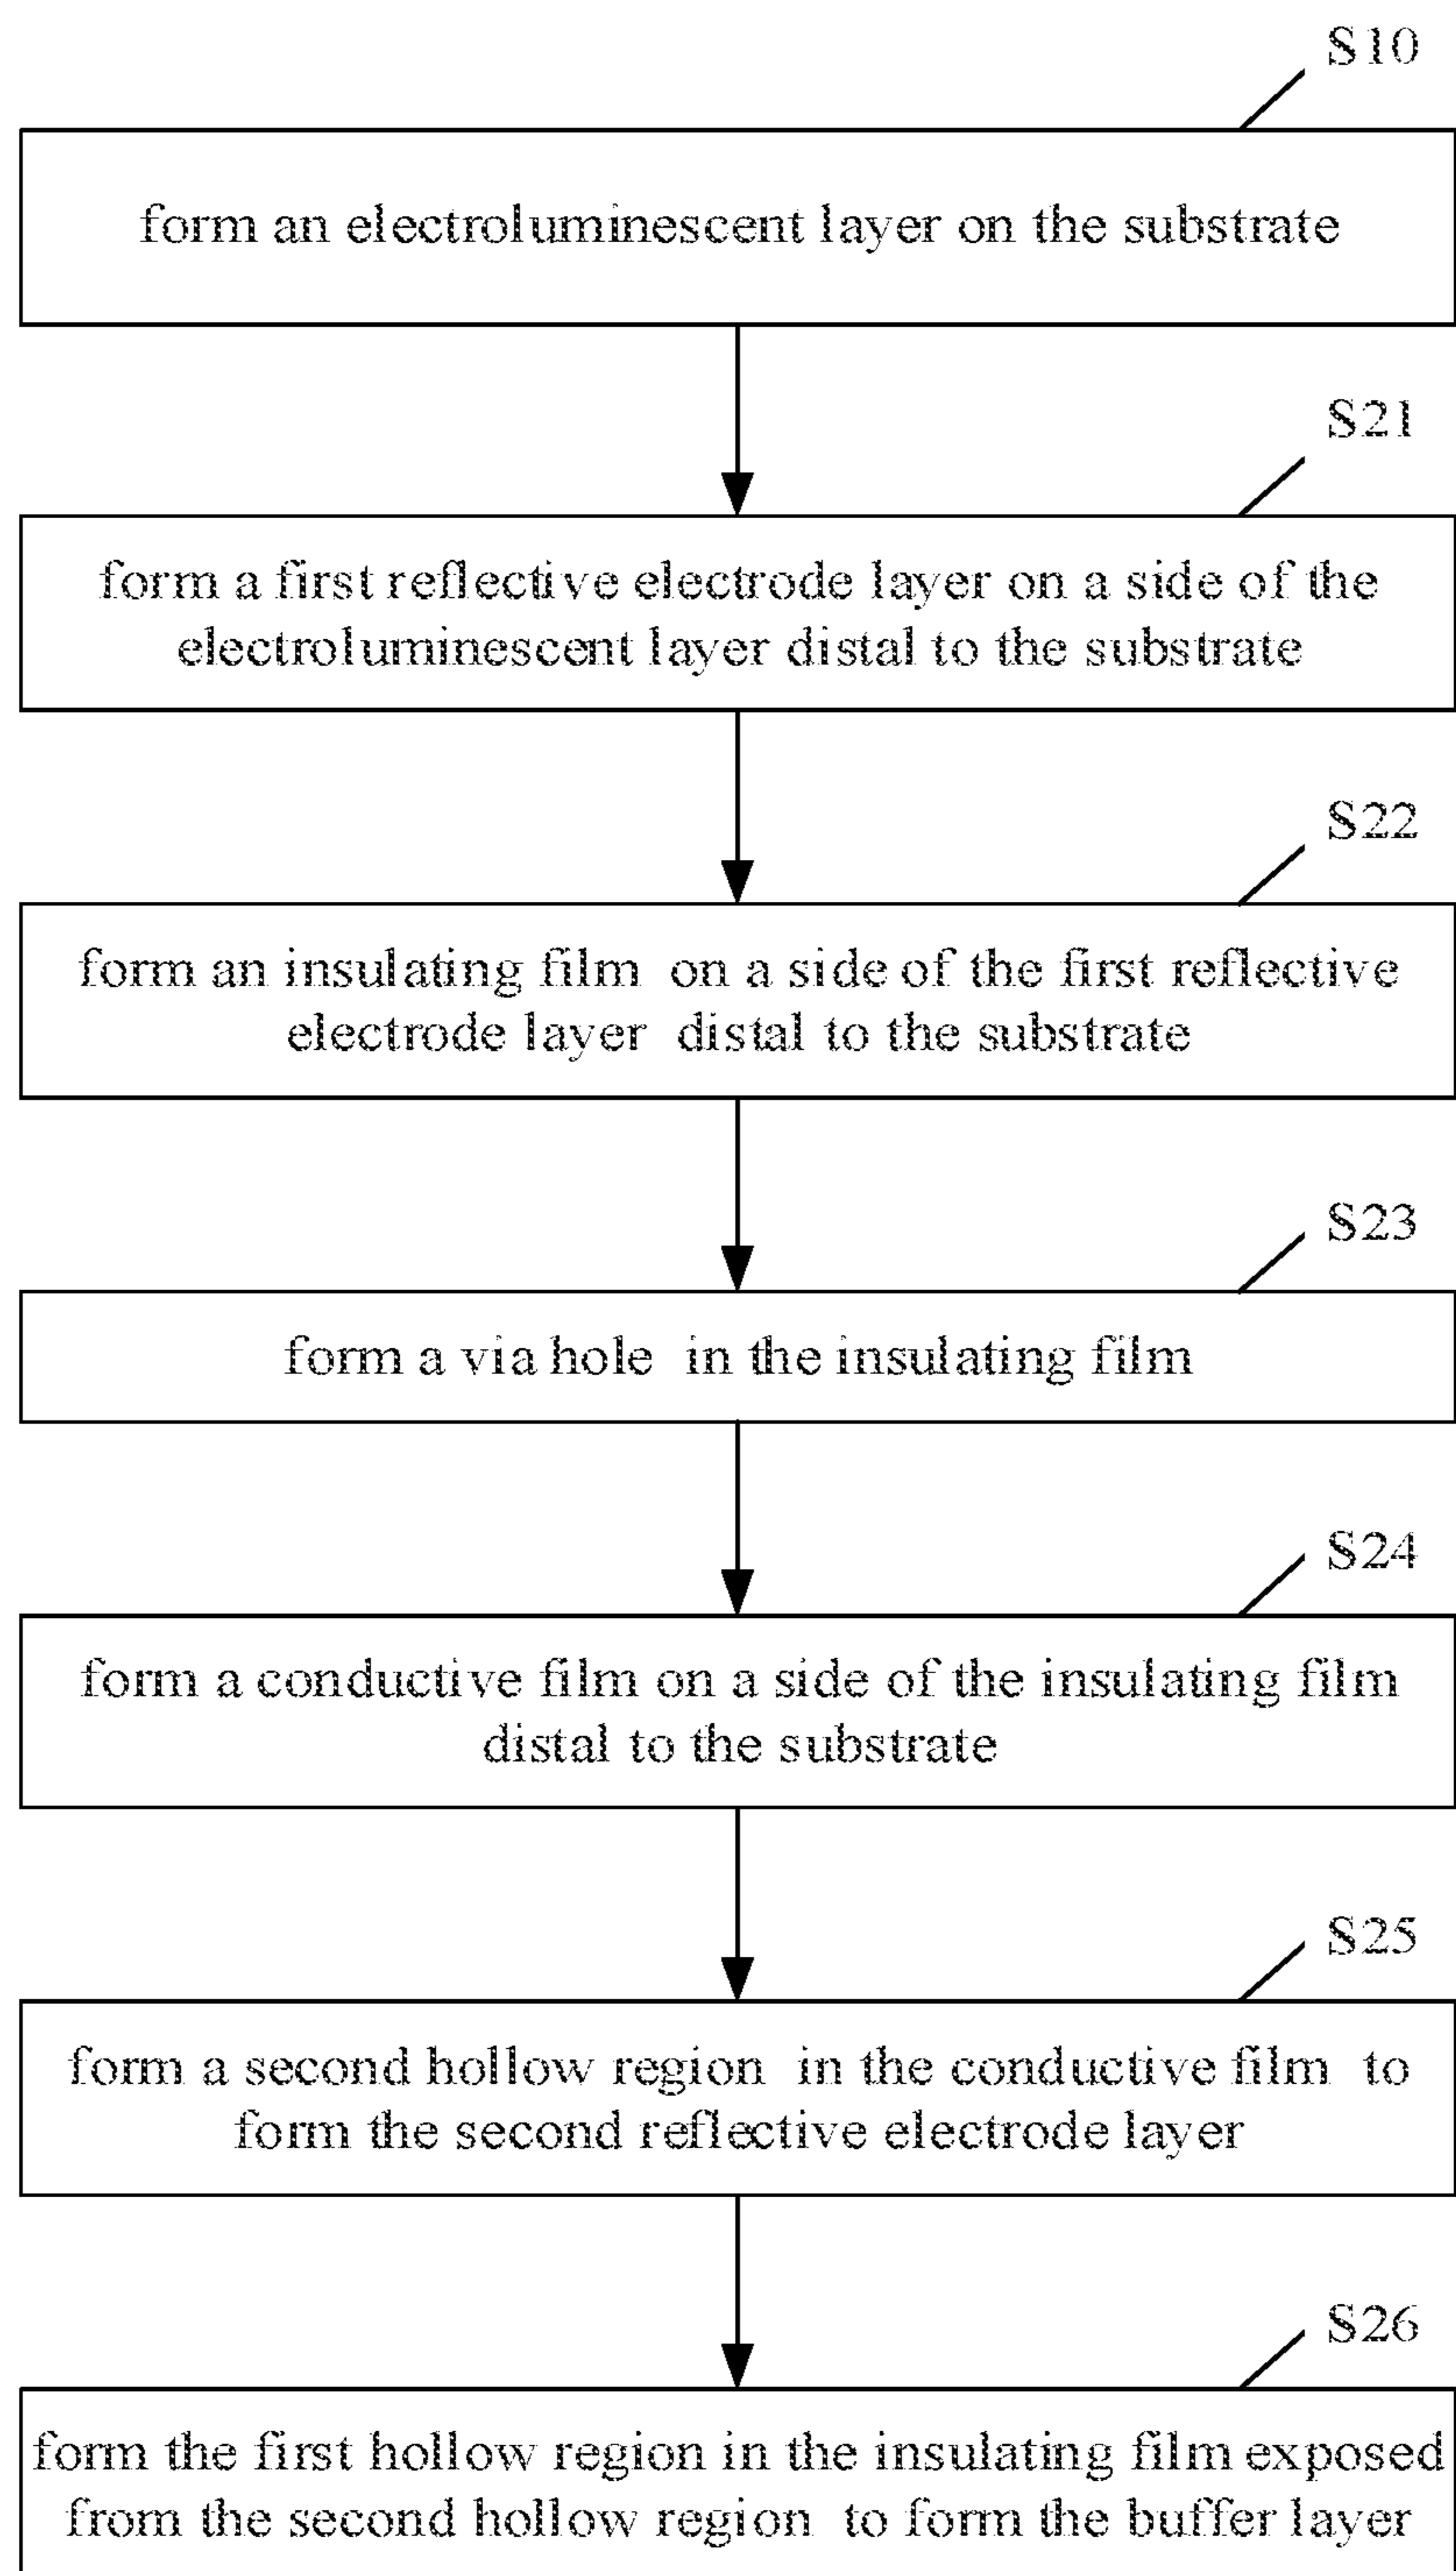 S10
form an electroluminescent layer on the substrate
S21
form a first reflective electrode layer on a side of the
electroluminescent layer distal to the substrate
S22
form an insulating film on a side of the first reflective
electrode layer distal to the substrate
S23
form a via hole in the insulating film
S24
form a conductive film on a side of the insulating film
distal to the substrate
S25
form a second hollow region in the conductive film to
form the second reflective electrode layer
S26
form the first hollow region in the insulating film exposed
from the second hollow region to form the buffer layer